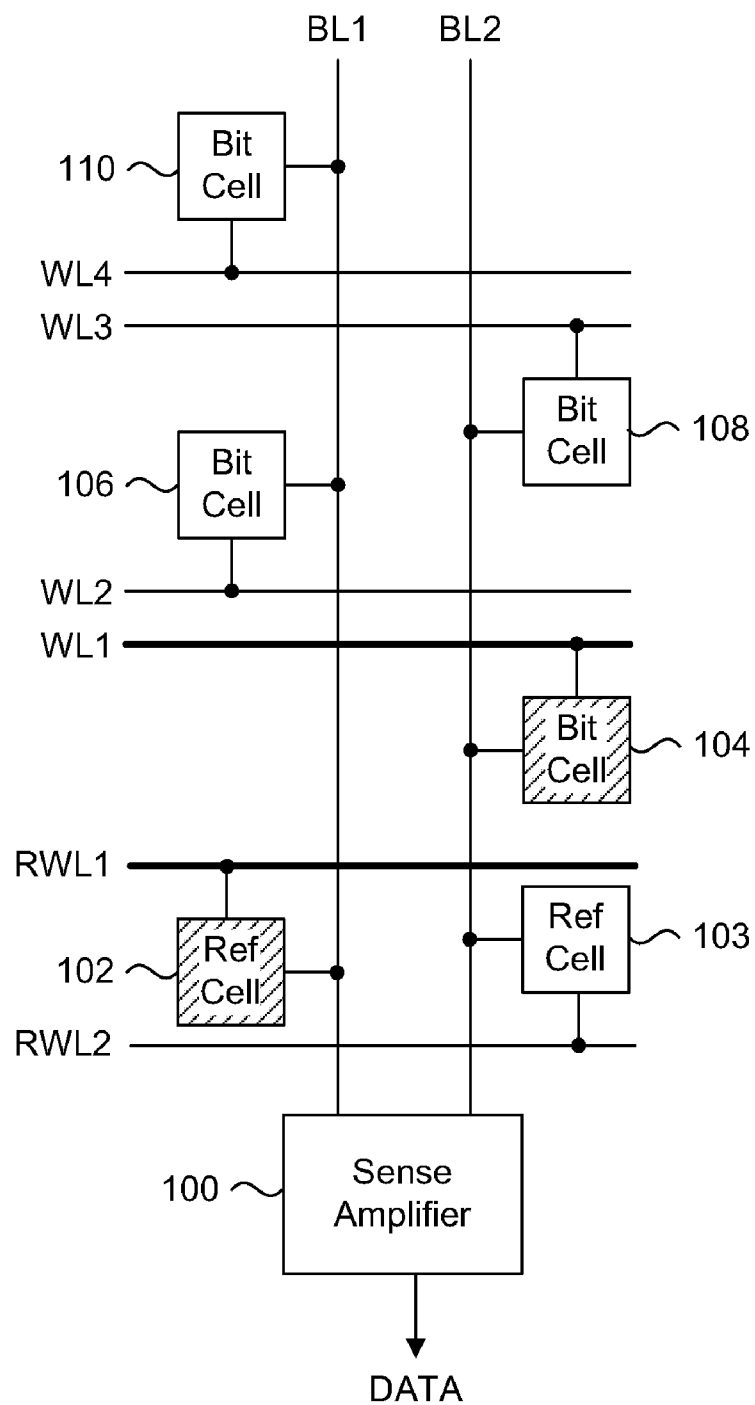 BL1 BL2
110
Bit
Cell
WL4
WL3
Bit
Cell
108
106
Bit
Cell
WL2
WL1
Bit
Cell
104
RWL1
102
Ref
Cell
Ref
Cell
103
RWL2
100
Sense
Amplifier
DATA